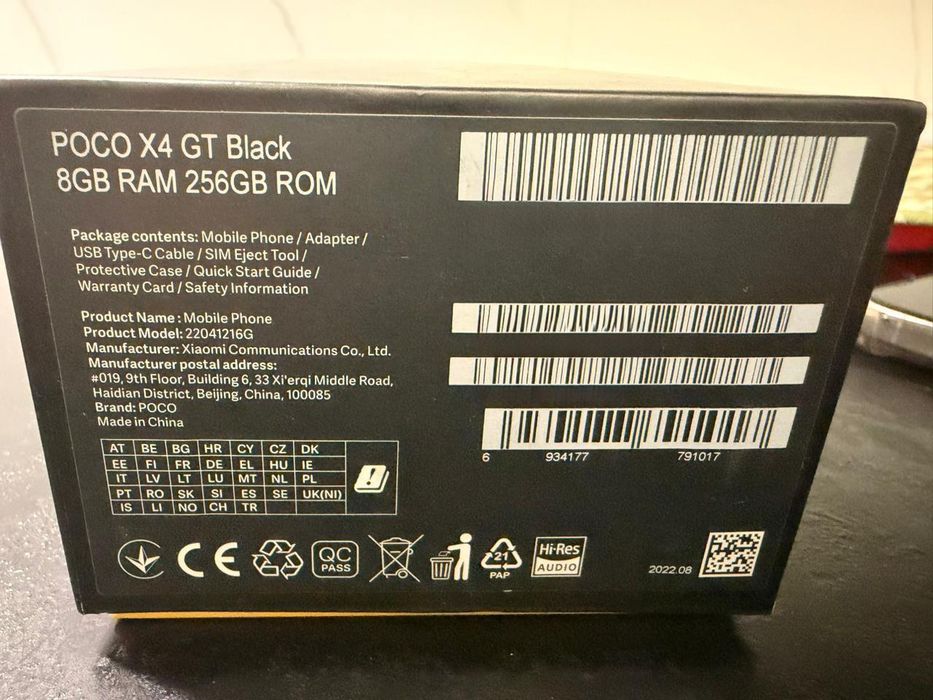 POCO X4 GT Black
8GB RAM 256GB ROM
Package contents: Mobile Phone / Adapter /
USB Type-C Cable / SIM Eject Tool /
Protective Case / Quick Start Guide /
Warranty Card / Safety Information
Product Name : Mobile Phone
Product Model: 22041216G
Manufacturer: Xiaomi Communications Co., Ltd.
Manufacturer postal address:
#019, 9th Floor, Building 6, 33 Xi'erqi Middle Road,
Haidian District, Beijing, China, 100085
Brand: POCO
Made in China
AT BE BG HR CY CZ DK
EE FI FR DE EL HU IE
IT LV LT LU MT NL PL
PT RO SK SI ES SE UK(NI)
IS LI NO CH TR
6 934177 791017
CE
QC
PASS
21
PAP
Hi-Res
AUDIO
2022.08